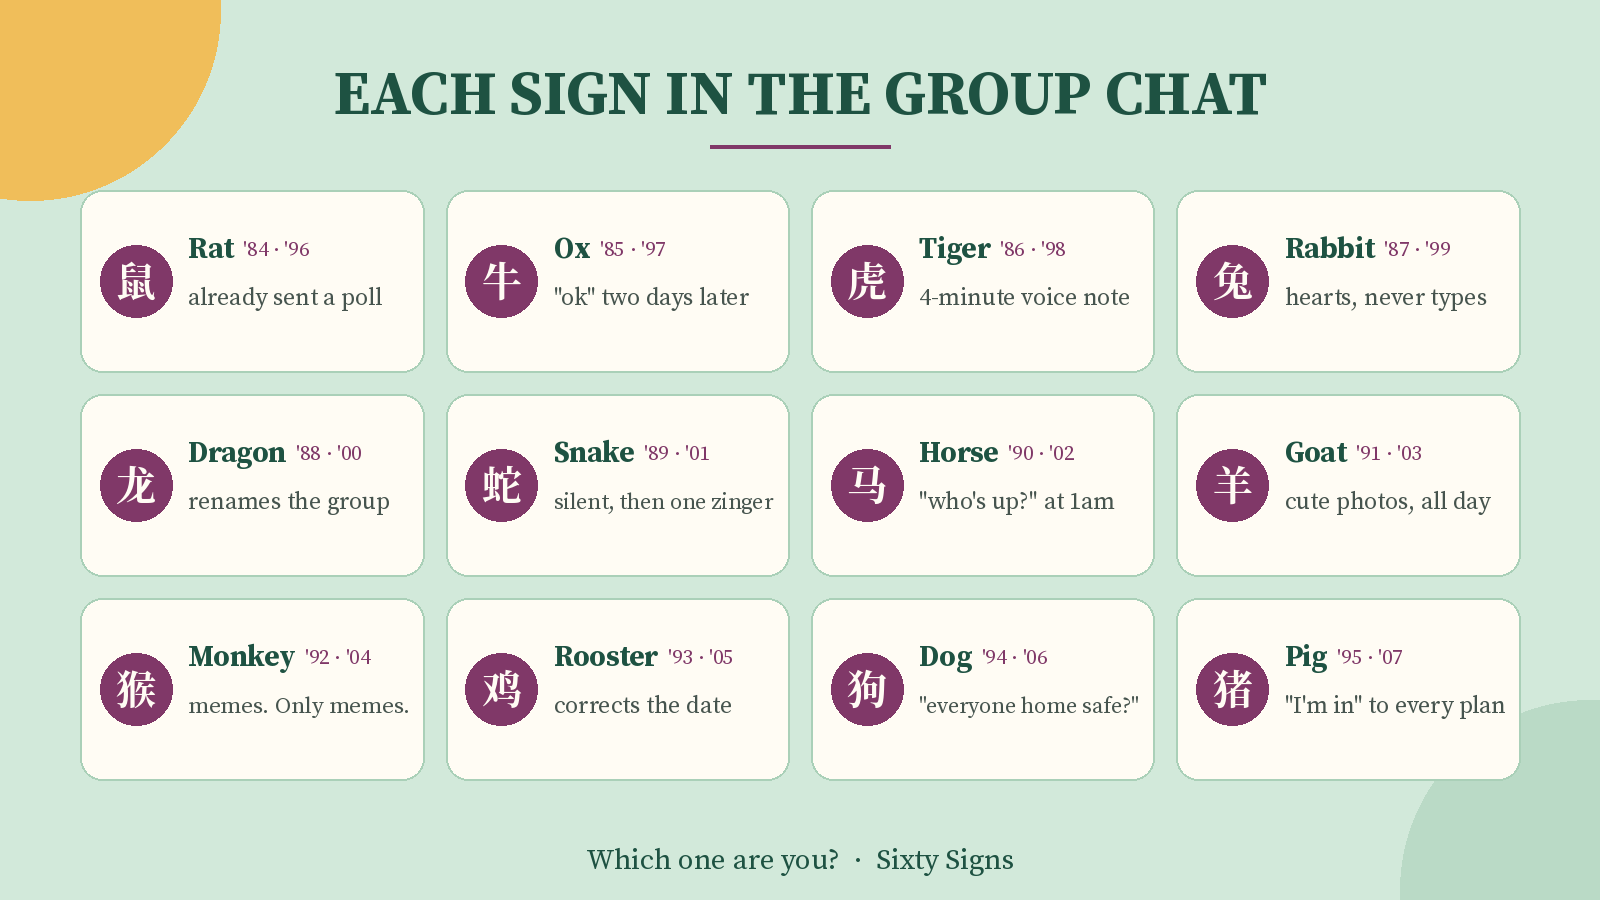 EACH SIGN IN THE GROUP CHAT
鼠
Rat '84 · '96
already sent a poll
牛
Ox '85 · '97
"ok" two days later
虎
Tiger '86 · '98
4-minute voice note
兔
Rabbit '87 · '99
hearts, never types
龙
Dragon '88 · '00
renames the group
蛇
Snake '89 · '01
silent, then one zinger
马
Horse '90 · '02
"who's up?" at 1am
羊
Goat '91 · '03
cute photos, all day
猴
Monkey '92 · '04
memes. Only memes.
鸡
Rooster '93 · '05
corrects the date
狗
Dog '94 · '06
"everyone home safe?"
猪
Pig '95 · '07
"I'm in" to every plan
Which one are you? · Sixty Signs